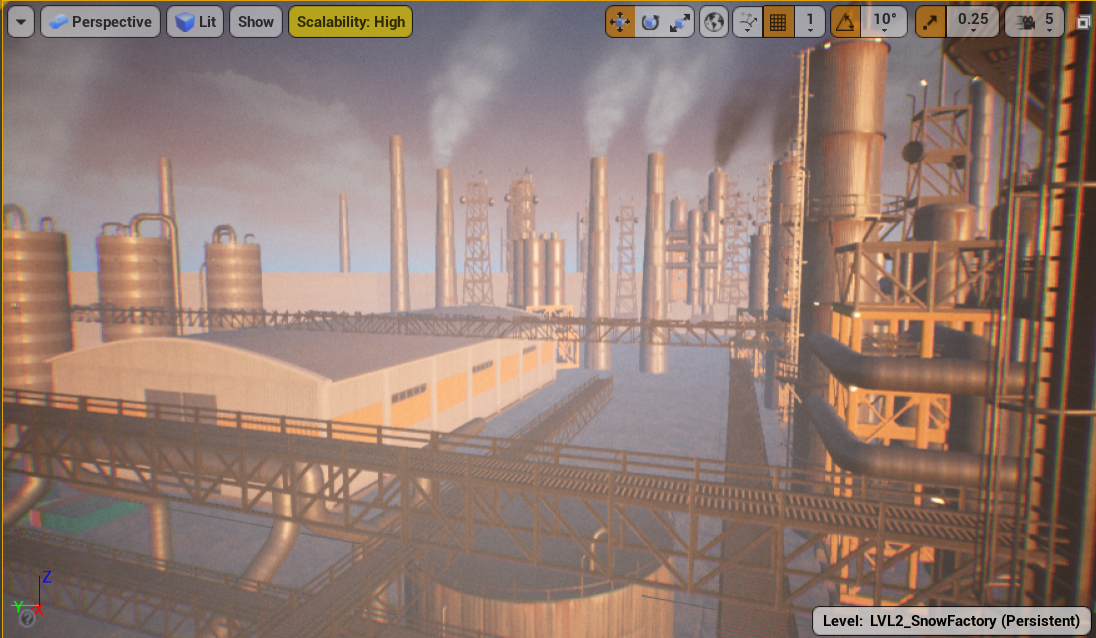 Perspective Lit Show Scalability: High 1 10° 0.25 5
Z
Y X
Level: LVL2_SnowFactory (Persistent)